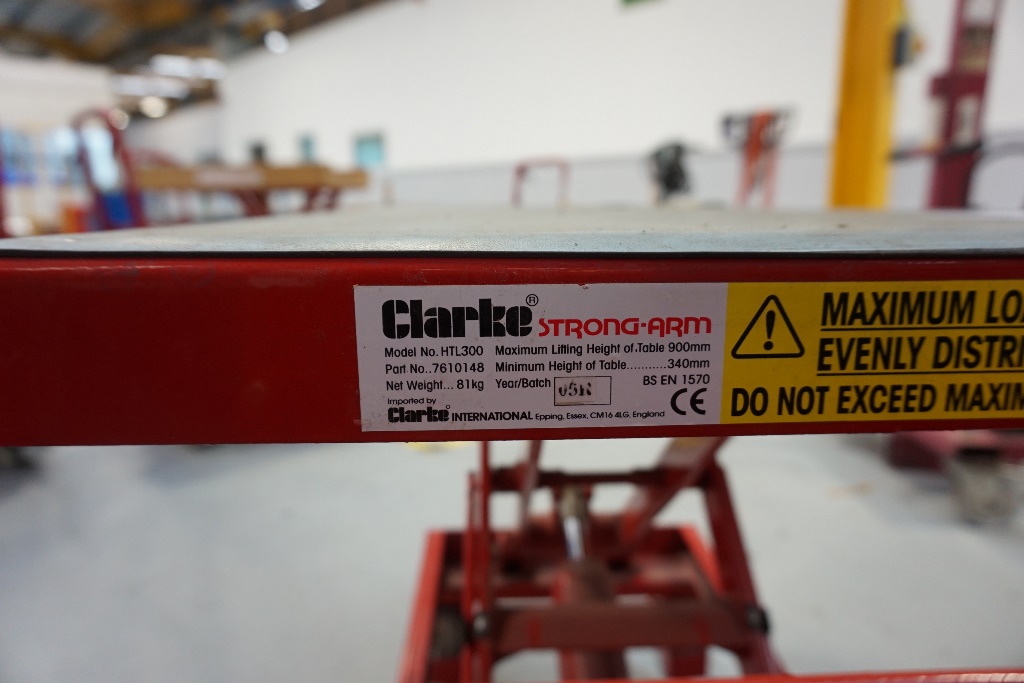 Clarke® STRONG-ARM
Model No. HTL300 Maximum Lifting Height of Table 900mm
Part No..7610148 Minimum Height of Table...........340mm
Net Weight... 81kg Year/Batch BS EN 1570
Imported by CE
Clarke INTERNATIONAL Epping, Essex, CM16 4LG, England
MAXIMUM LO
EVENLY DISTRI
DO NOT EXCEED MAXIM